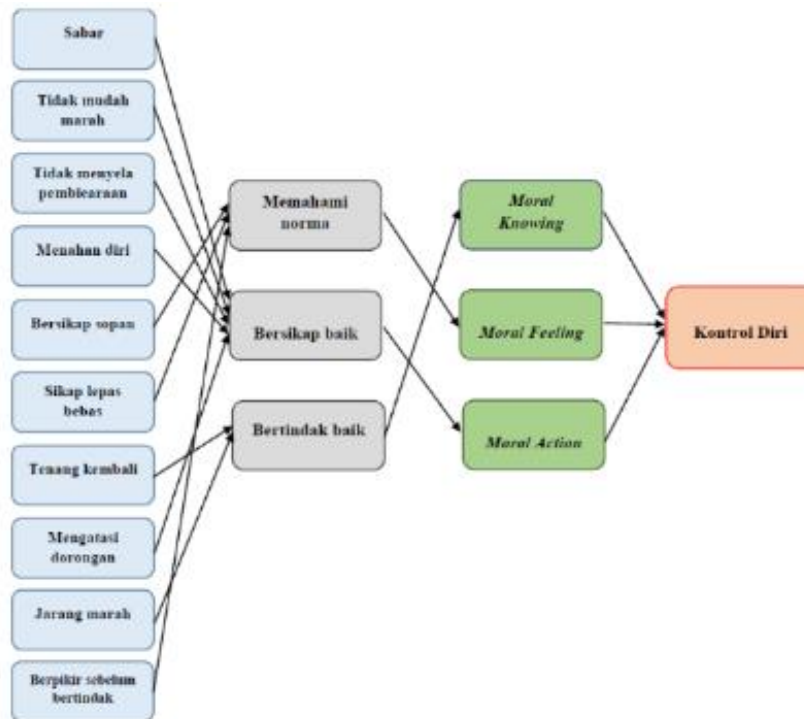 Sabar
Tidak mudah
marah
Tidak menyela
pembicaraan
Menahan diri
Bersikap sopan
Sikap lepas
bebas
Tenang kembali
Mengatasi
dorongan
Jarang marah
Berpikir sebelum
bertindak
Memahami
norma
Bersikap baik
Bertindak baik
Moral
Knowing
Moral Feeling
Moral Action
Kontrol Diri